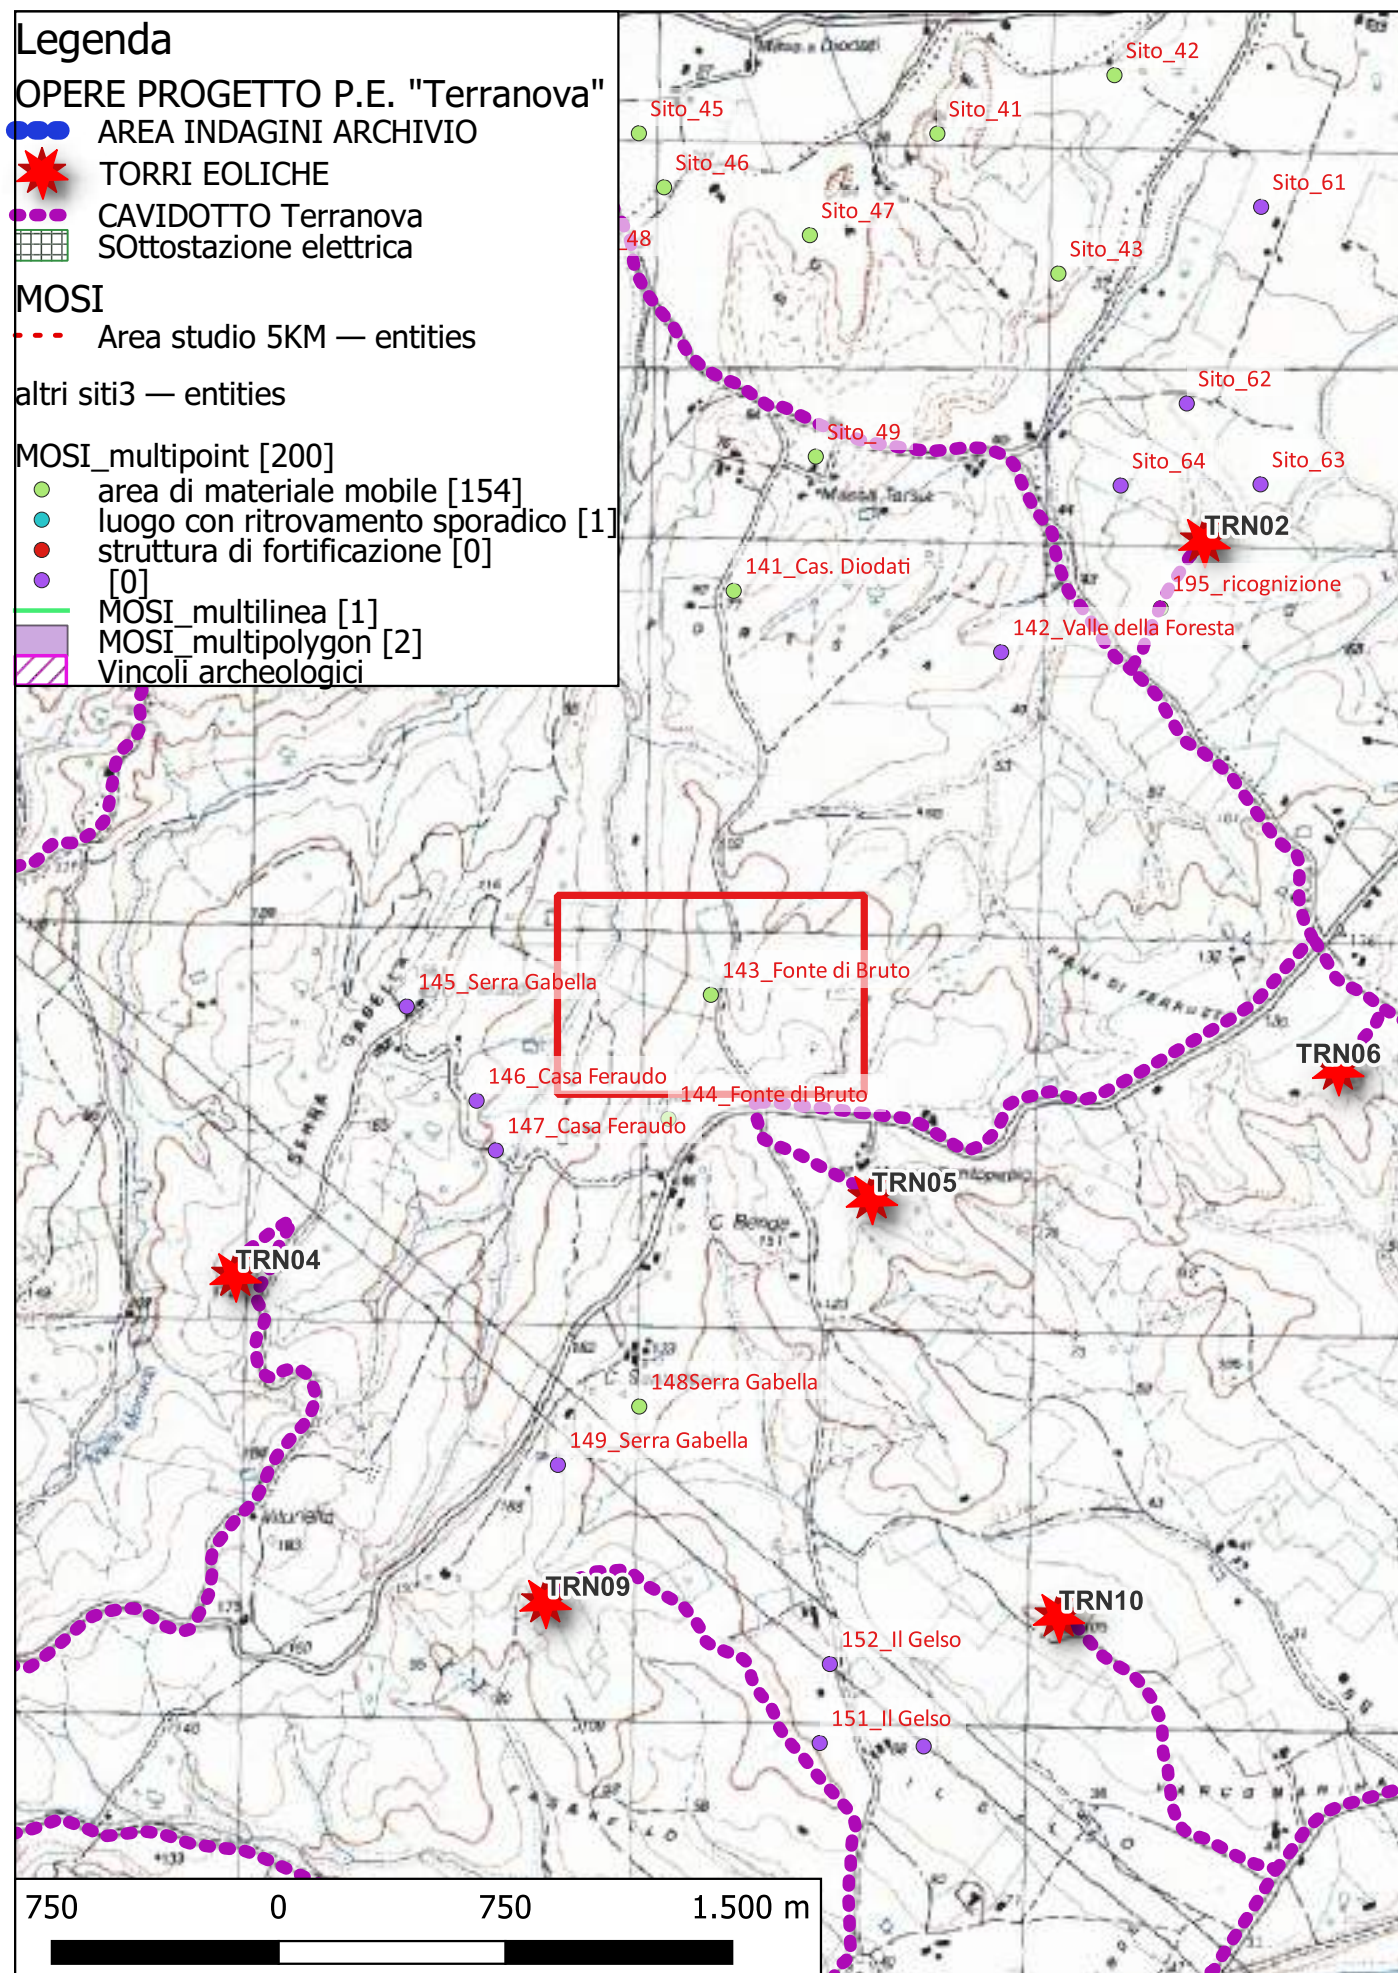 Legenda
OPERE PROGETTO P.E. "Terranova"
AREA INDAGINI ARCHIVIO
TORRI EOLICHE
CAVIDOTTO Terranova
SOttostazione elettrica
MOSI
Area studio 5KM — entities
altri siti3 — entities
MOSI_multipoint [200]
area di materiale mobile [154]
luogo con ritrovamento sporadico [1]
struttura di fortificazione [0]
[0]
MOSI_multilinea [1]
MOSI_multipolygon [2]
Vincoli archeologici
Sito_42
Sito_45
Sito_41
Sito_46
Sito_61
Sito_47
_48
Sito_43
Sito_62
Sito_49
Sito_64
Sito_63
TRN02
141_Cas. Diodati
195_ricognizione
142_Valle della Foresta
143_Fonte di Bruto
145_Serra Gabella
SERRA GABELLA
TRN06
146_Casa Feraudo
144_Fonte di Bruto
147_Casa Feraudo
TRN05
TRN04
148Serra Gabella
149_Serra Gabella
TRN09
TRN10
152_Il Gelso
151_Il Gelso
750 0 750 1.500 m